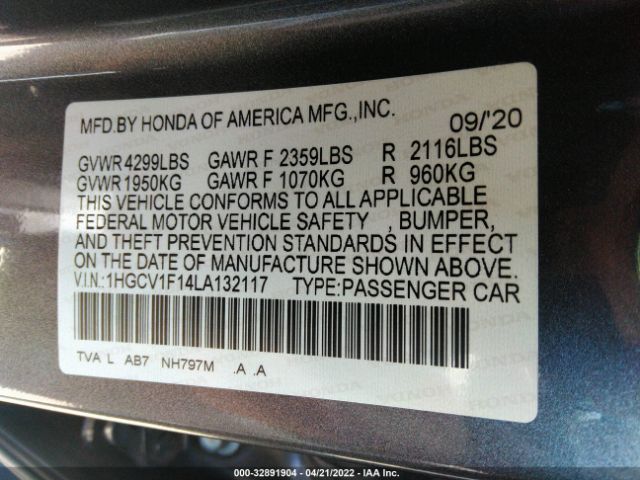 MFD.BY HONDA OF AMERICA MFG.,INC. 09/'20
GVWR 4299LBS GAWR F 2359LBS R 2116LBS
GVWR 1950KG GAWR F 1070KG R 960KG
THIS VEHICLE CONFORMS TO ALL APPLICABLE
FEDERAL MOTOR VEHICLE SAFETY , BUMPER,
AND THEFT PREVENTION STANDARDS IN EFFECT
ON THE DATE OF MANUFACTURE SHOWN ABOVE.
V.I.N.:1HGCV1F14LA132117 TYPE:PASSENGER CAR
TVA L AB7 NH797M .A .A
000-32891904 - 04/21/2022 - IAA Inc.